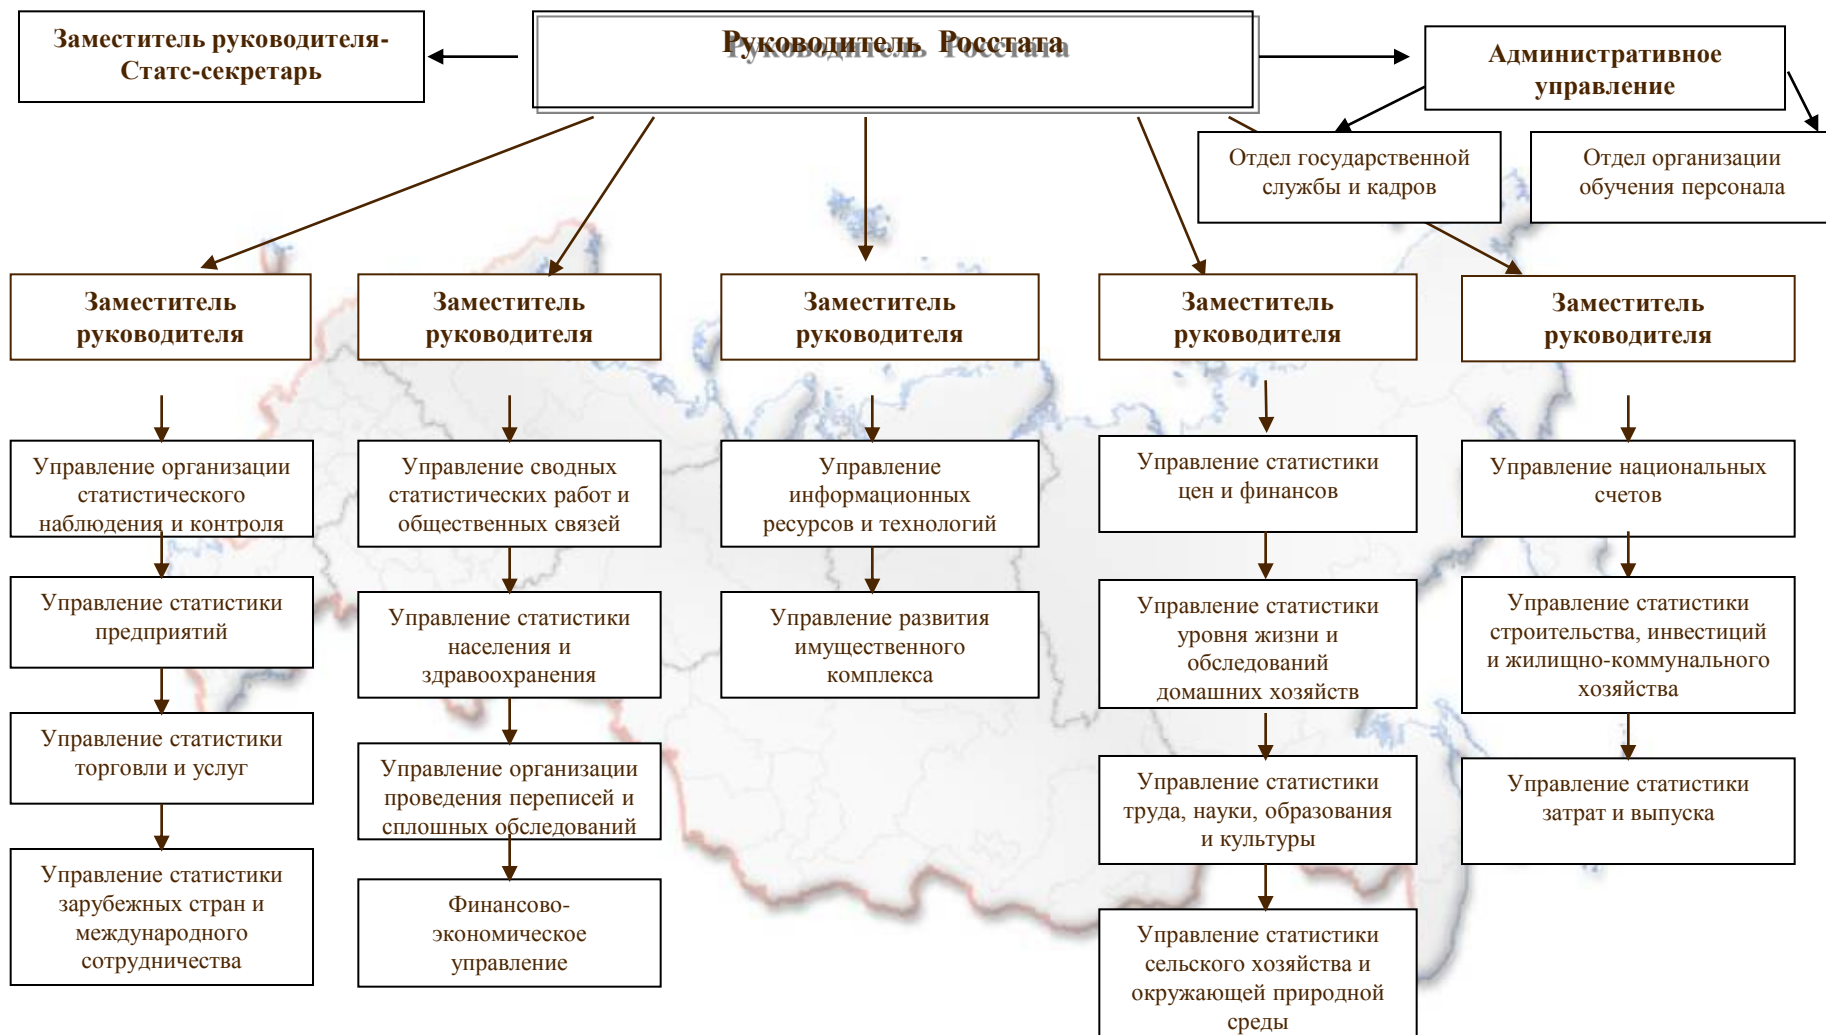 Заместитель руководителя-
Статс-секретарь
Руководитель Росстата
Административное
управление
Отдел государственной
службы и кадров
Отдел организации
обучения персонала
Заместитель
руководителя
Заместитель
руководителя
Заместитель
руководителя
Заместитель
руководителя
Заместитель
руководителя
Управление организации
статистического
наблюдения и контроля
Управление статистики
предприятий
Управление статистики
торговли и услуг
Управление статистики
зарубежных стран и
международного
сотрудничества
Управление сводных
статистических работ и
общественных связей
Управление статистики
населения и
здравоохранения
Управление организации
проведения переписей и
сплошных обследований
Финансово-
экономическое
управление
Управление
информационных
ресурсов и технологий
Управление развития
имущественного
комплекса
Управление статистики
цен и финансов
Управление статистики
уровня жизни и
обследований
домашних хозяйств
Управление статистики
труда, науки, образования
и культуры
Управление статистики
сельского хозяйства и
окружающей природной
среды
Управление национальных
счетов
Управление статистики
строительства, инвестиций
и жилищно-коммунального
хозяйства
Управление статистики
затрат и выпуска